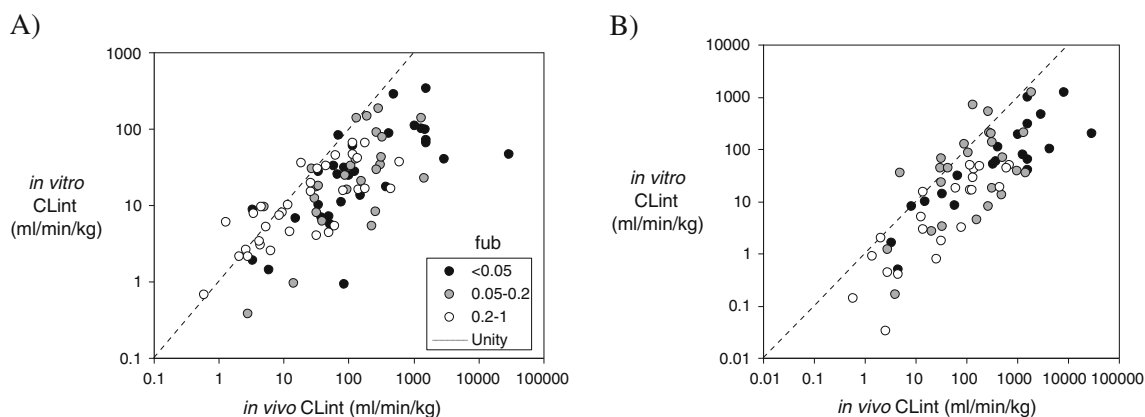 A)
1000
100
10
1
0.1
in vitro
CLint
(ml/min/kg)
fub
<0.05
0.05-0.2
0.2-1
Unity
0.1 1 10 100 1000 10000 100000
in vivo CLint (ml/min/kg)
B)
10000
1000
100
10
1
0.1
0.01
in vitro
CLint
(ml/min/kg)
0.01 0.1 1 10 100 1000 10000 100000
in vivo CLint (ml/min/kg)